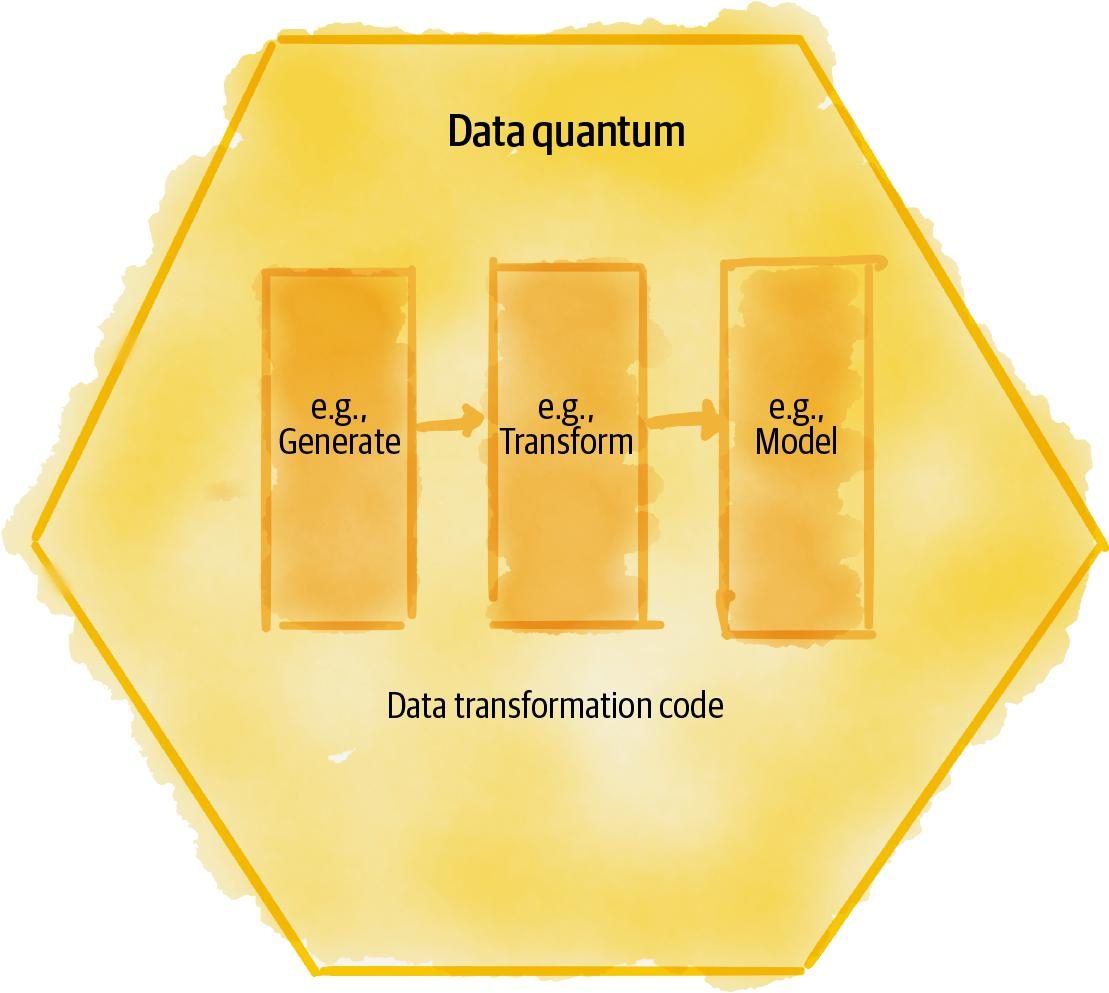 Data quantum
e.g.,
Generate
e.g.,
Transform
e.g.,
Model
Data transformation code